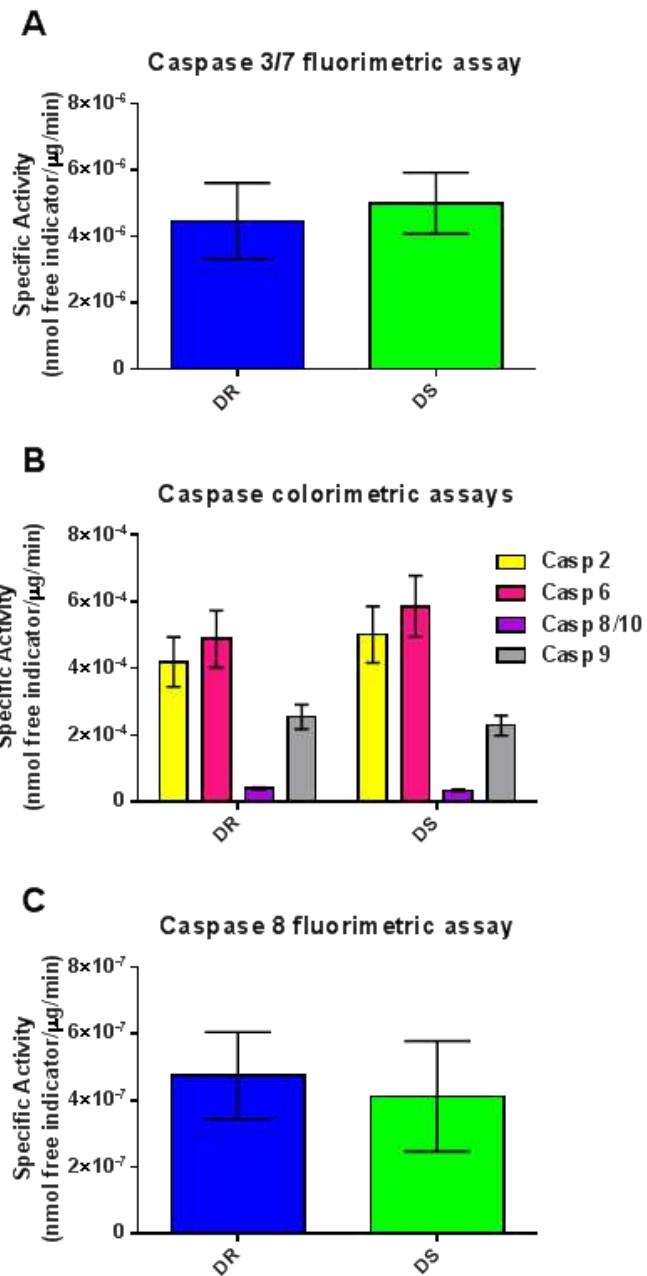 A
Caspase 3/7 fluorimetric assay
Specific Activity
(nmol free indicator/μg/min)
8×10⁻⁶
6×10⁻⁶
4×10⁻⁶
2×10⁻⁶
0
DR
DS
B
Caspase colorimetric assays
Specific Activity
(nmol free indicator/μg/min)
8×10⁻⁴
6×10⁻⁴
4×10⁻⁴
2×10⁻⁴
0
DR
DS
Casp 2
Casp 6
Casp 8/10
Casp 9
C
Caspase 8 fluorimetric assay
Specific Activity
(nmol free indicator/μg/min)
8×10⁻⁷
6×10⁻⁷
4×10⁻⁷
2×10⁻⁷
0
DR
DS